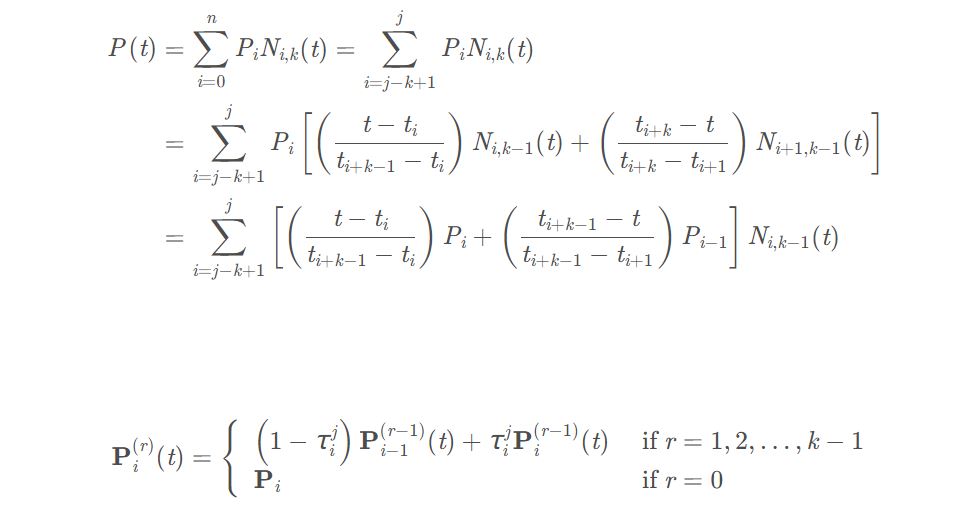 P(t) = \sum_{i=0}^{n} P_i N_{i,k}(t) = \sum_{i=j-k+1}^{j} P_i N_{i,k}(t)
= \sum_{i=j-k+1}^{j} P_i \left[ \left( \frac{t - t_i}{t_{i+k-1} - t_i} \right) N_{i,k-1}(t) + \left( \frac{t_{i+k} - t}{t_{i+k} - t_{i+1}} \right) N_{i+1,k-1}(t) \right]
= \sum_{i=j-k+1}^{j} \left[ \left( \frac{t - t_i}{t_{i+k-1} - t_i} \right) P_i + \left( \frac{t_{i+k-1} - t}{t_{i+k-1} - t_{i+1}} \right) P_{i-1} \right] N_{i,k-1}(t)
\mathbf{P}_i^{(r)}(t) = \begin{cases} \left(1 - \tau_i^j\right) \mathbf{P}_{i-1}^{(r-1)}(t) + \tau_i^j \mathbf{P}_i^{(r-1)}(t) & \text{if } r = 1, 2, \ldots, k-1 \\ \mathbf{P}_i & \text{if } r = 0 \end{cases}